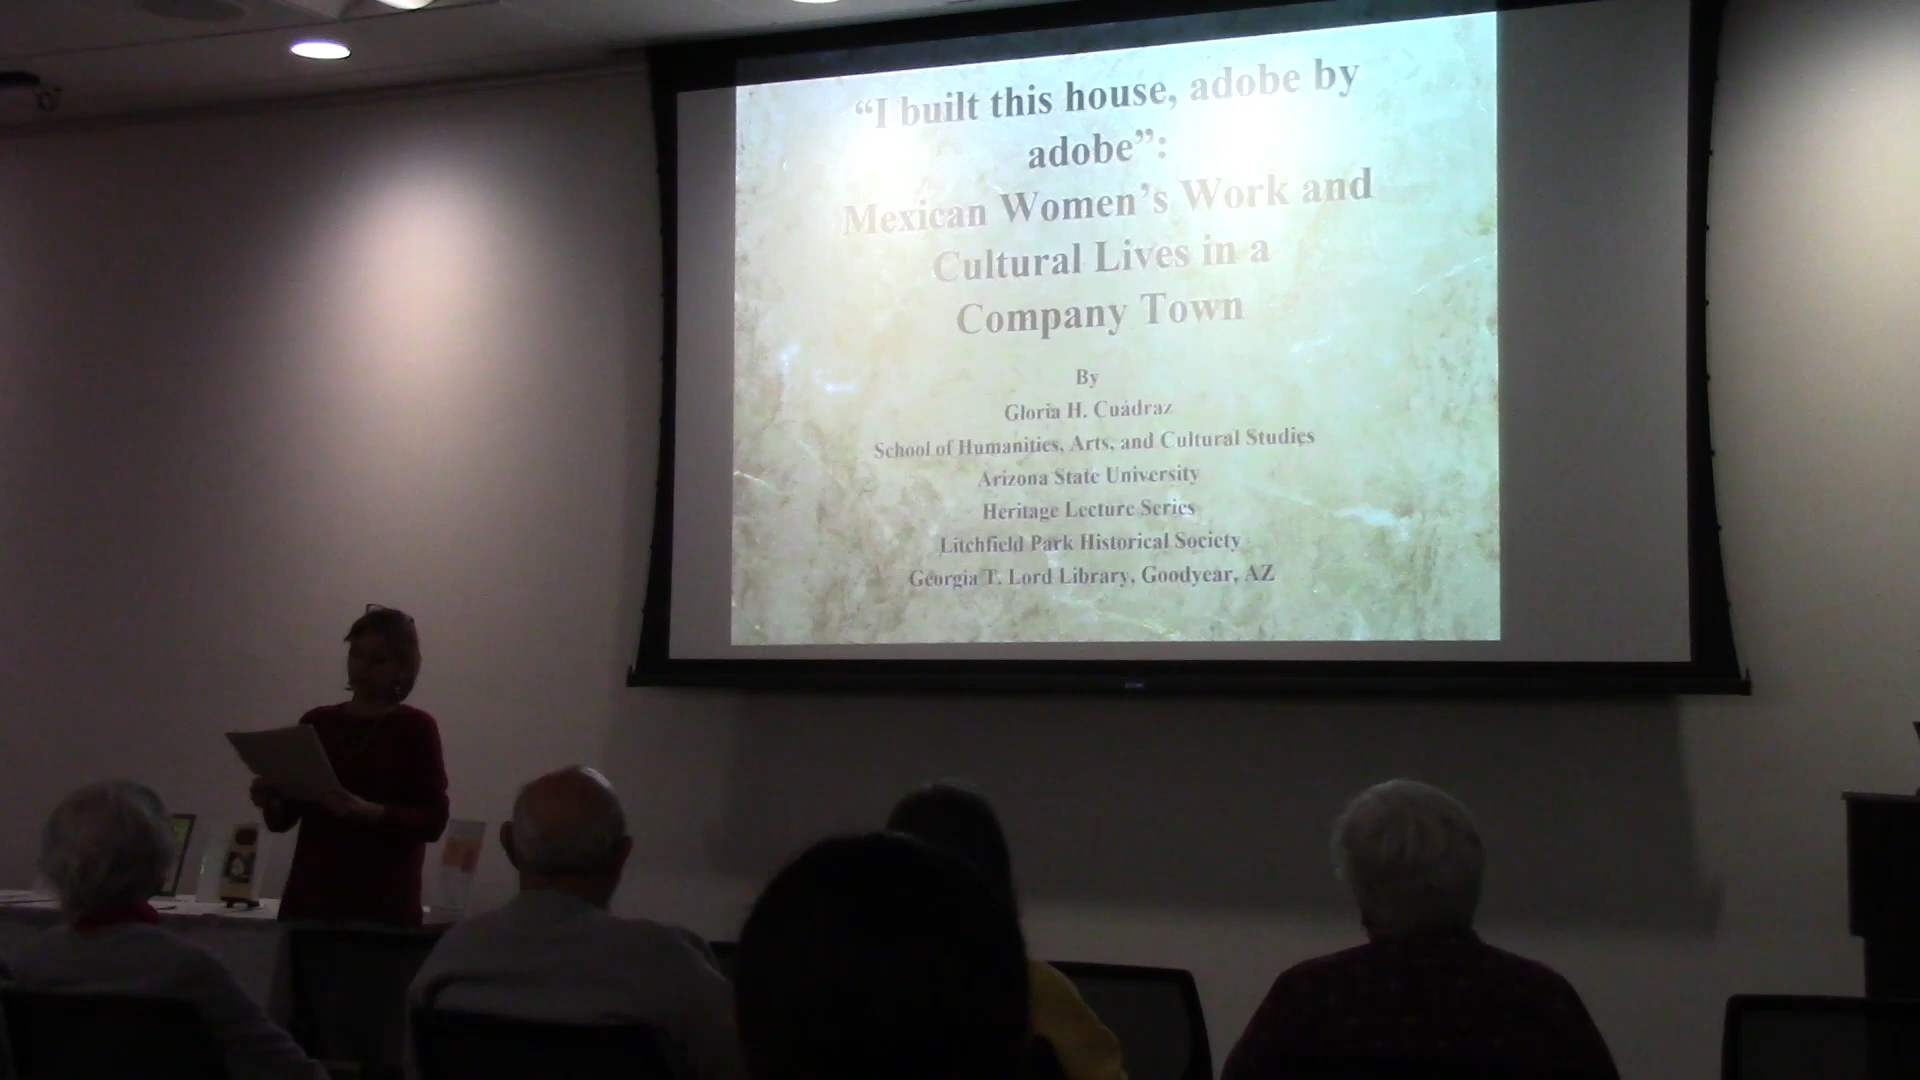 “I built this house, adobe by
adobe”:
Mexican Women’s Work and
Cultural Lives in a
Company Town
By
Gloria H. Cuádraz
School of Humanities, Arts, and Cultural Studies
Arizona State University
Heritage Lecture Series
Litchfield Park Historical Society
Georgia T. Lord Library, Goodyear, AZ